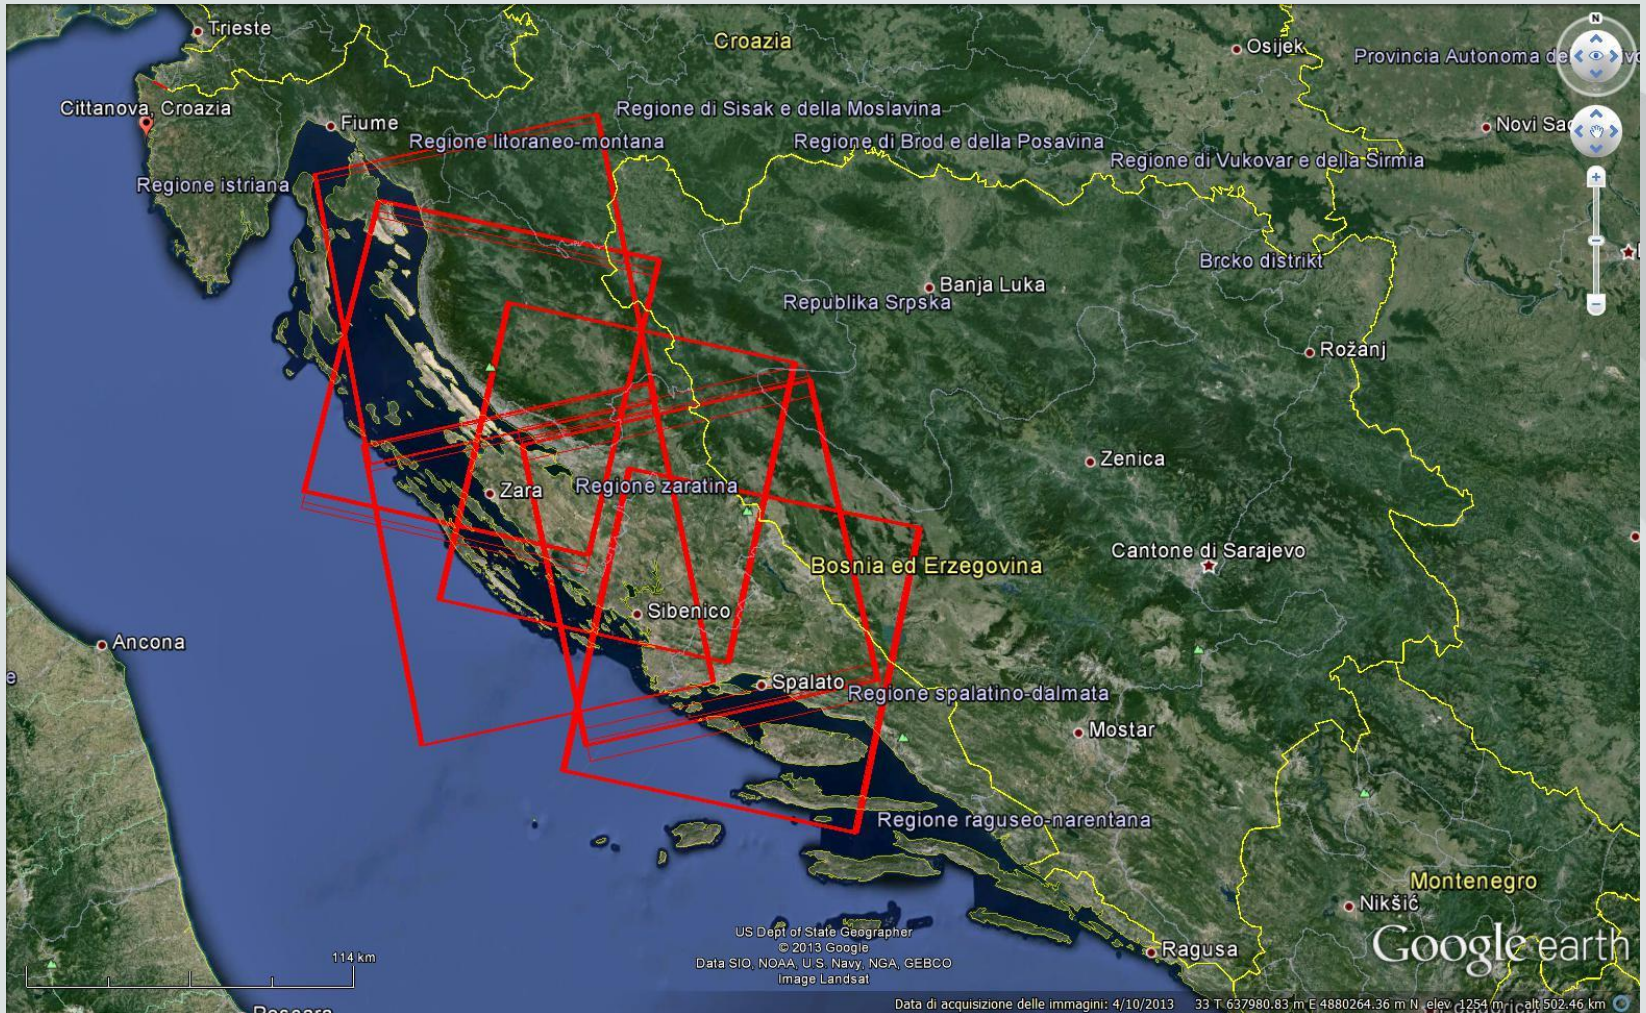 Trieste
Croazia
Osijek
Provincia Autonoma de
Cittanova, Croazia
Fiume
Regione di Sisak e della Moslavina
Regione litoraneo-montana
Regione di Brod e della Posavina
Novi Sa
Regione di Vukovar e della Sirmia
Regione istriana
N
Brcko distrikt
Banja Luka
Republika Srpska
Rožanj
Zenica
Zara
Regione zaratina
Cantone di Sarajevo
Bosnia ed Erzegovina
Sibenico
Ancona
e
Spalato
Regione spalatino-dalmata
Mostar
Regione raguseo-narentana
Montenegro
Nikšić
US Dept of State Geographer
© 2013 Google
Data SIO, NOAA, U.S. Navy, NGA, GEBCO
Image Landsat
Ragusa
Google earth
114 km
Data di acquisizione delle immagini: 4/10/2013 33 T 637980.83 m E 4880264.36 m N elev 1254 m alt 502.46 km